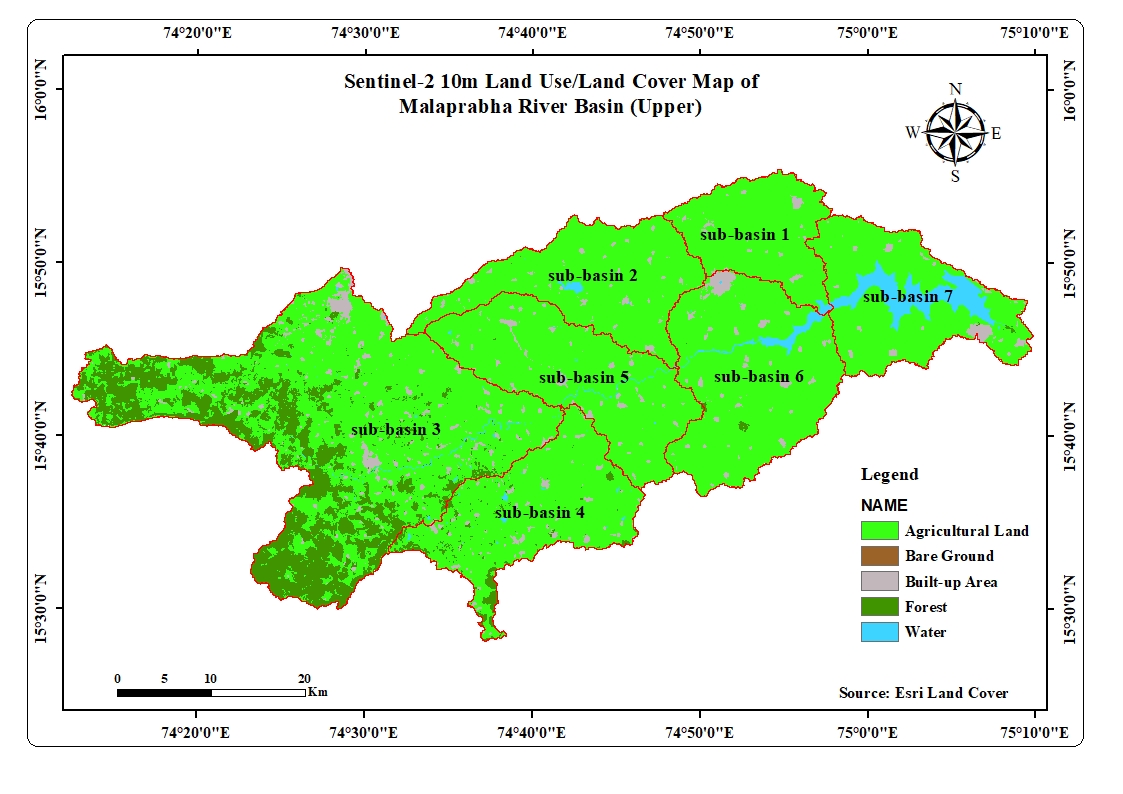 74°20'0"E 74°30'0"E 74°40'0"E 74°50'0"E 75°0'0"E 75°10'0"E
Sentinel-2 10m Land Use/Land Cover Map of
Malaprabha River Basin (Upper)
N
W E
S
16°0'0"N 16°0'0"N
sub-basin 1
15°50'0"N 15°50'0"N
sub-basin 2
sub-basin 7
sub-basin 5
sub-basin 6
15°40'0"N 15°40'0"N
sub-basin 3
sub-basin 4
Legend
NAME
Agricultural Land
Bare Ground
Built-up Area
Forest
Water
15°30'0"N 15°30'0"N
0 5 10 20
Km
Source: Esri Land Cover
74°20'0"E 74°30'0"E 74°40'0"E 74°50'0"E 75°0'0"E 75°10'0"E